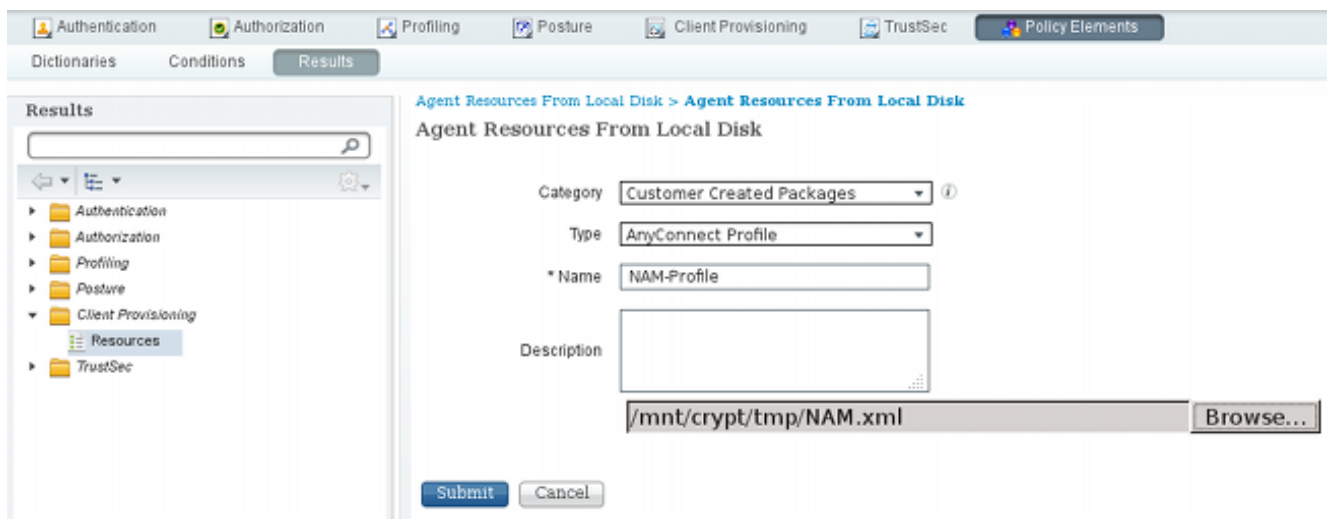 Authentication Authorization Profiling Posture Client Provisioning TrustSec Policy Elements
Dictionaries Conditions Results
Results
Authentication
Authorization
Profiling
Posture
Client Provisioning
Resources
TrustSec
Agent Resources From Local Disk > Agent Resources From Local Disk
Agent Resources From Local Disk
Category Customer Created Packages
Type AnyConnect Profile
* Name NAM-Profile
Description
/mnt/crypt/tmp/NAM.xml Browse...
Submit Cancel